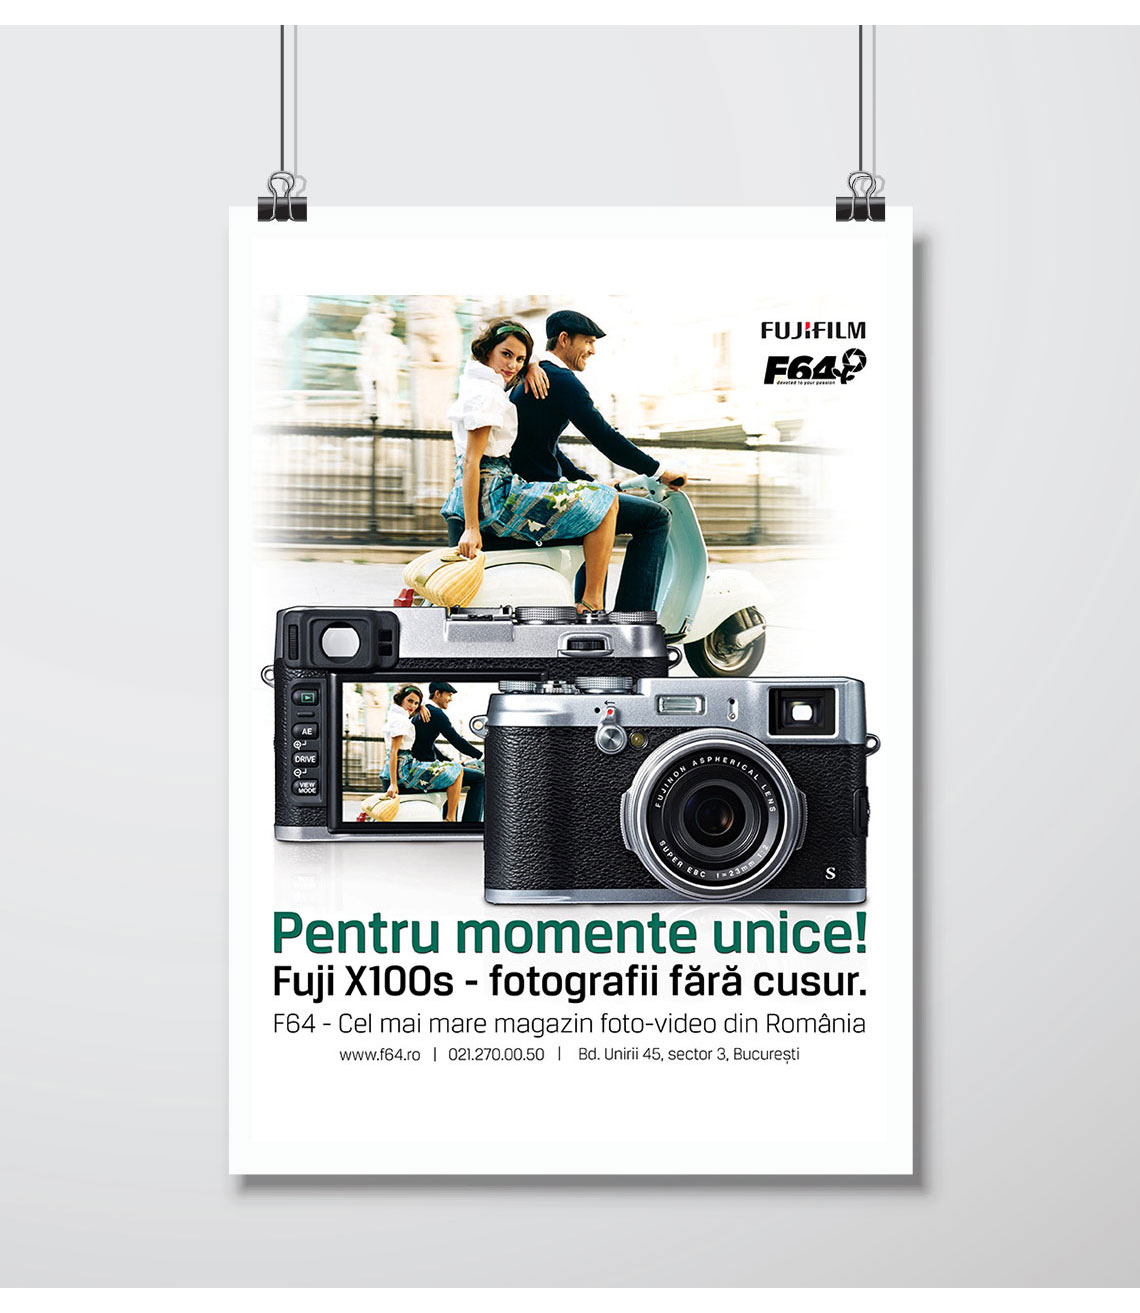 FUJIFILM
F64
devoted to your passion
AE
DRIVE
VIEW
MODE
FUJINON ASPHERICAL LENS
SUPER EBC f=23mm 1:2
S
Pentru momente unice!
Fuji X100s - fotografii fără cusur.
F64 - Cel mai mare magazin foto-video din România
www.f64.ro | 021.270.00.50 | Bd. Unirii 45, sector 3, București